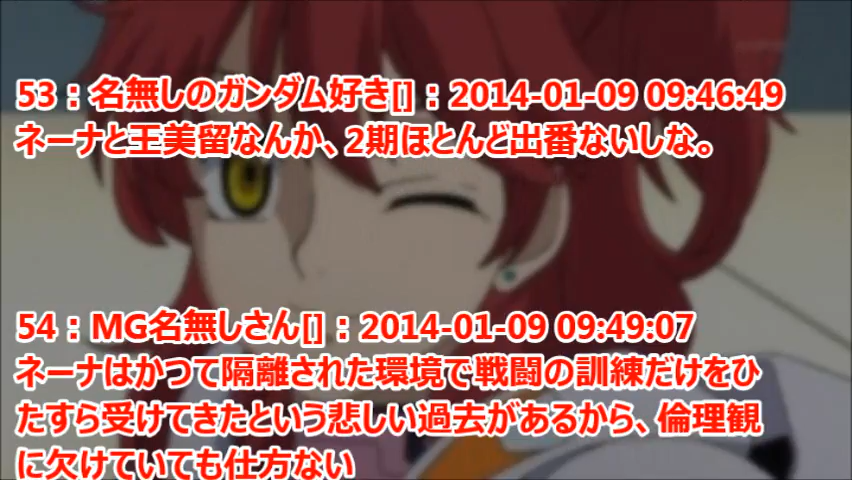 53：名無しのガンダム好き[]：2014-01-09 09:46:49
ネーナと王美留なんか、2期ほとんど出番ないしな。
54：MG名無しさん[]：2014-01-09 09:49:07
ネーナはかつて隔離された環境で戦闘の訓練だけをひ
たすら受けてきたという悲しい過去があるから、倫理観
に欠けていても仕方ない